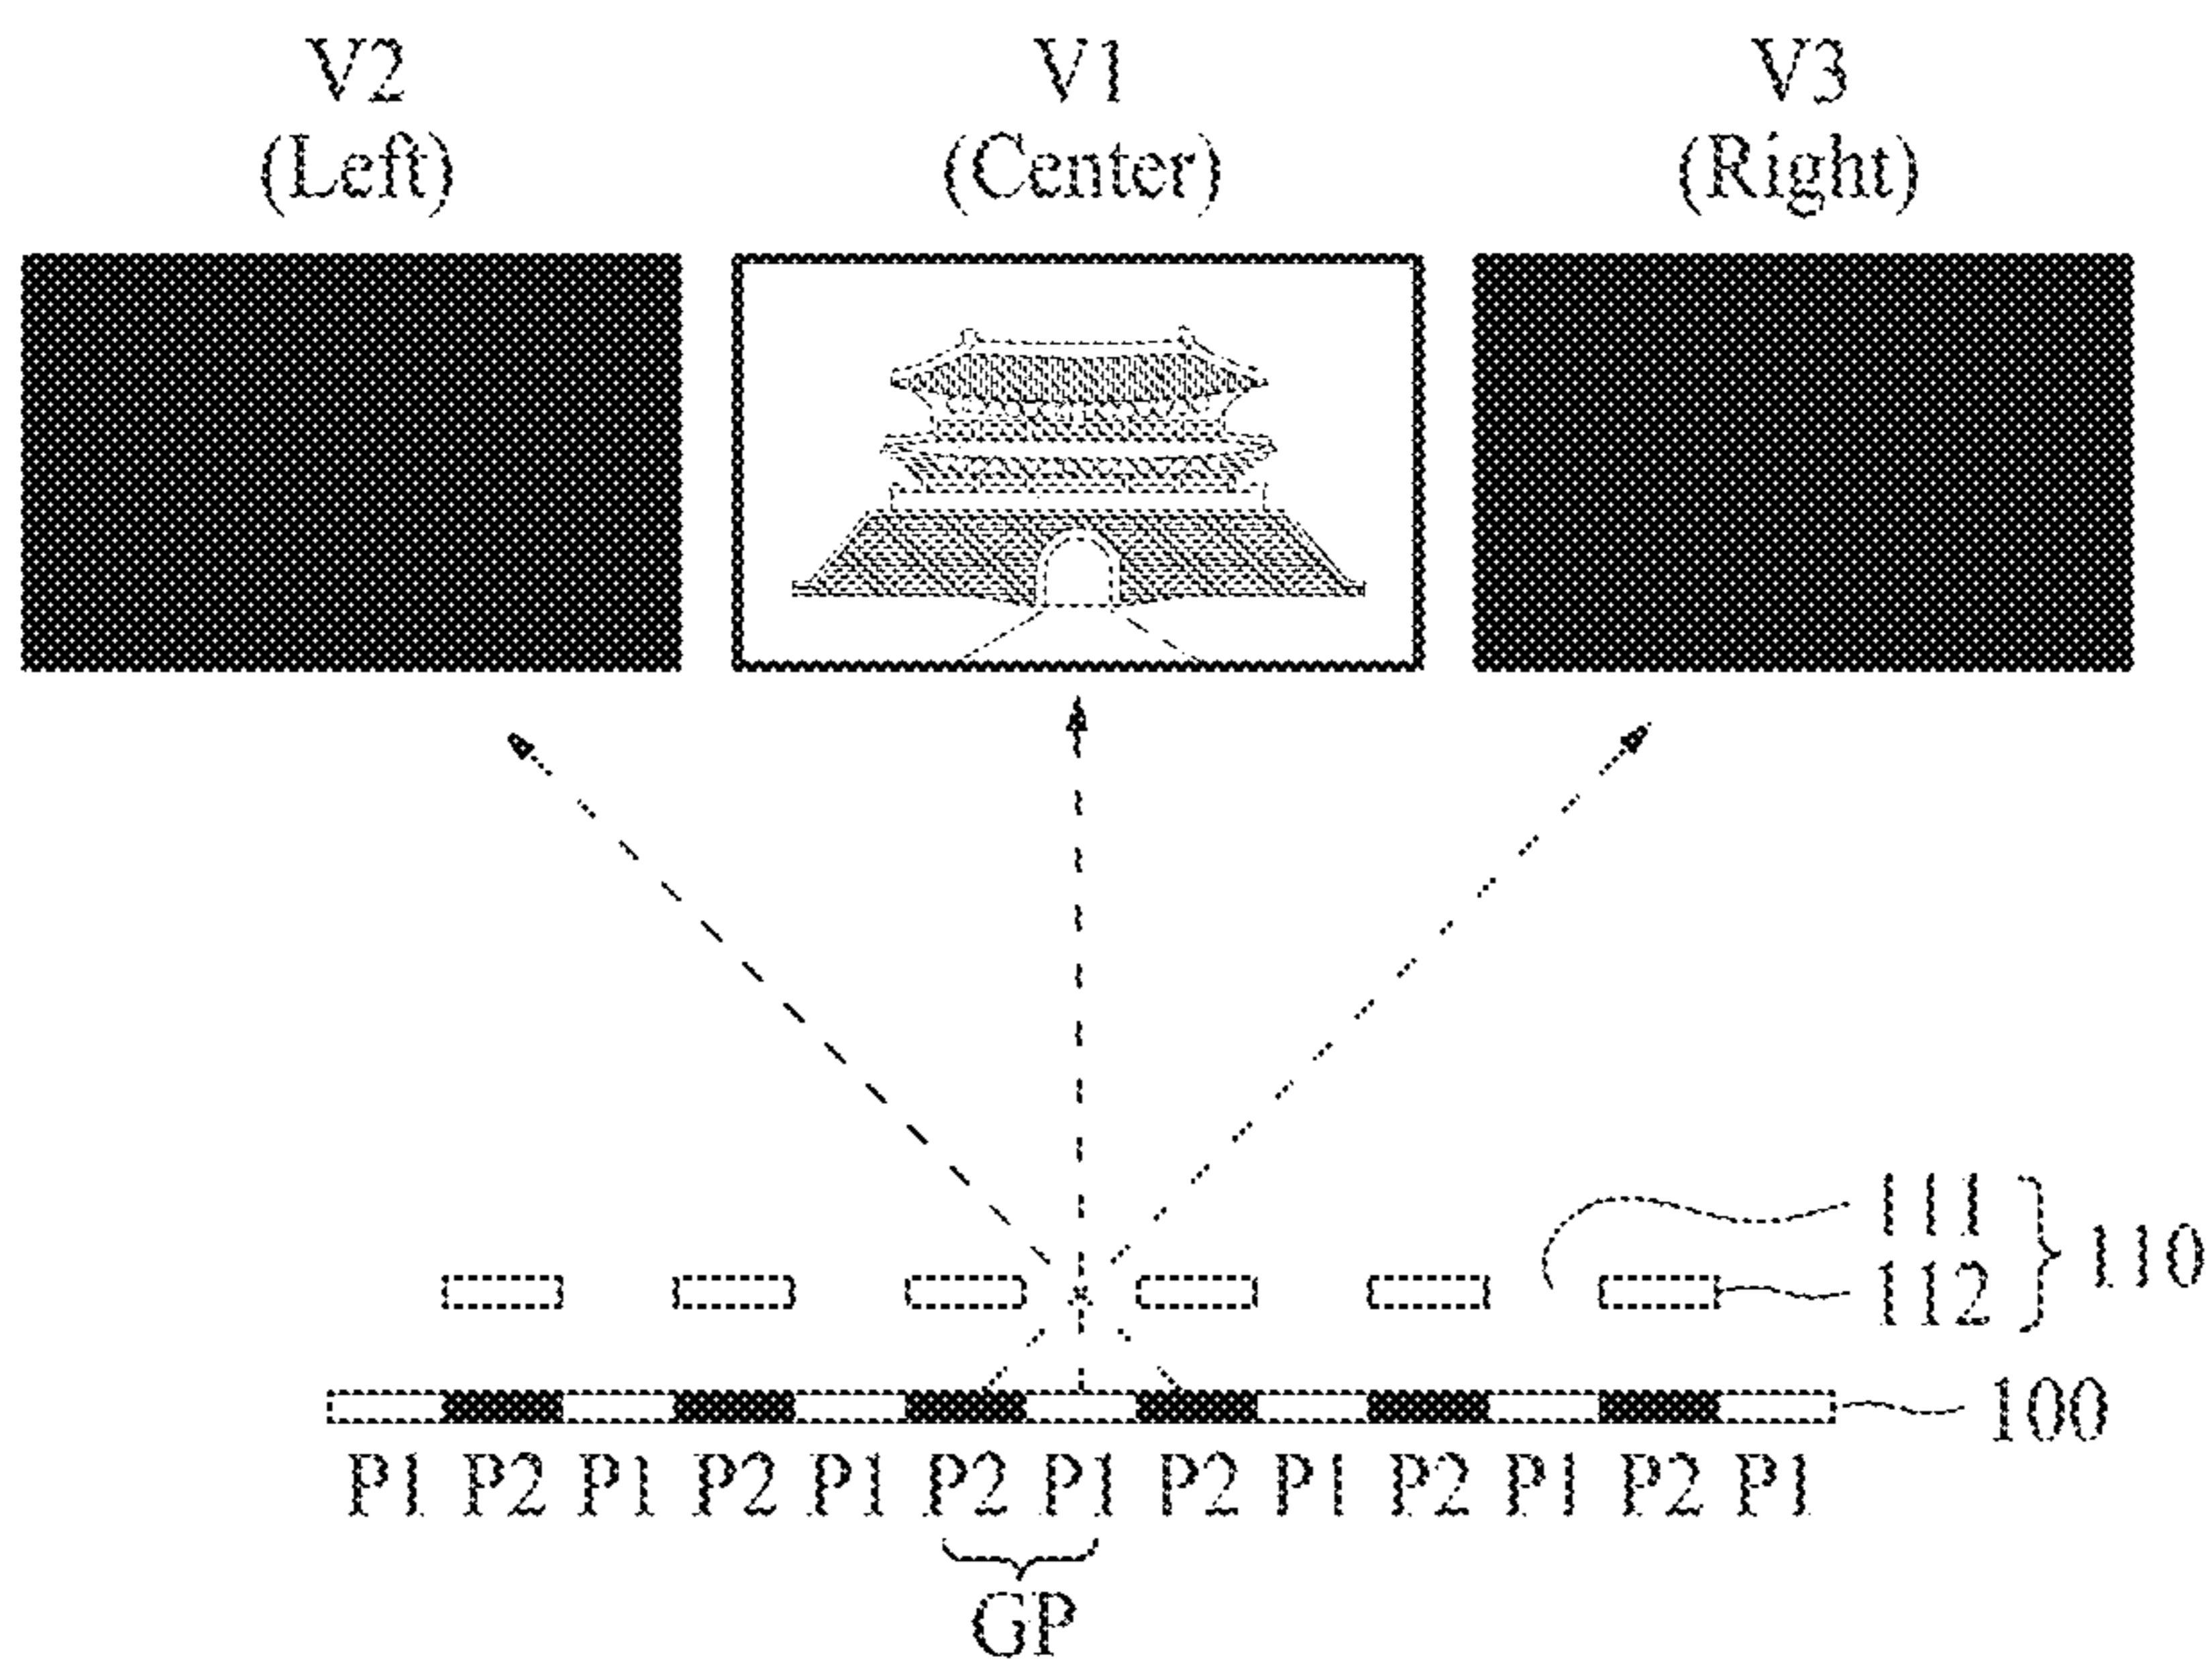 V2 V1 V3
(Left) (Center) (Right)
111
112
110
100
P1 P2 P1 P2 P1 P2 P1 P2 P1 P2 P1 P2 P1
GP